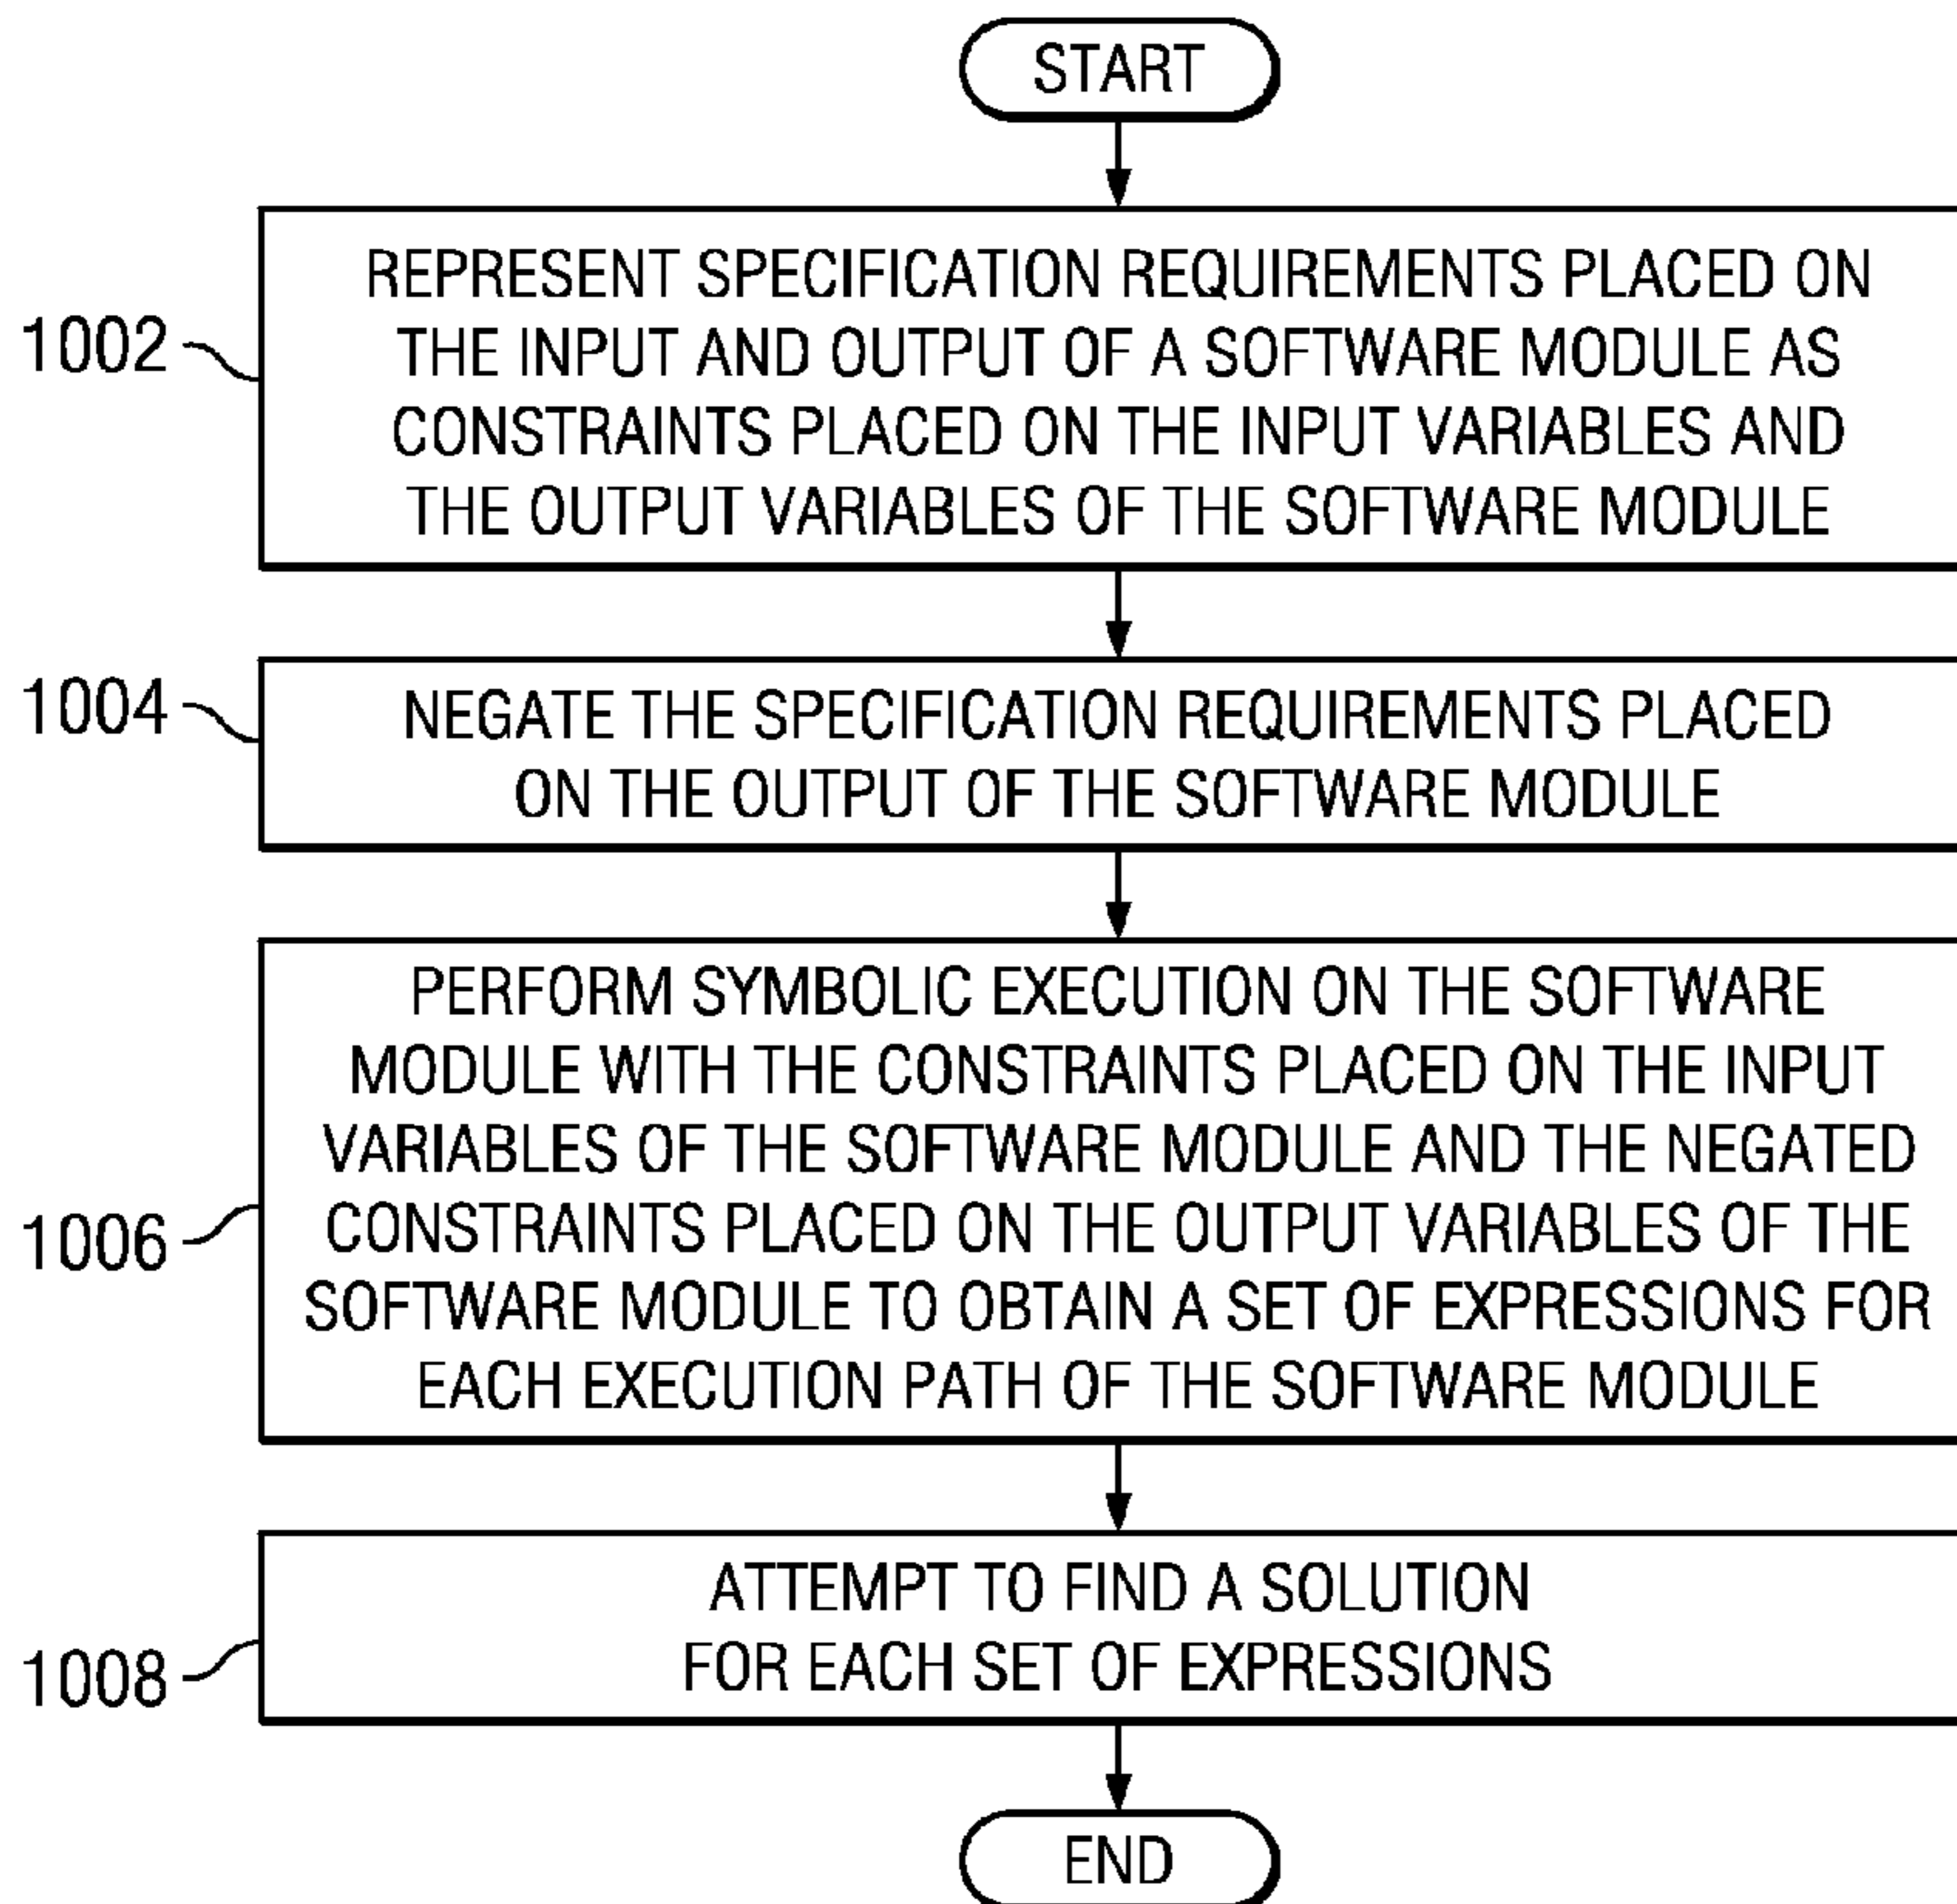 START
1002
REPRESENT SPECIFICATION REQUIREMENTS PLACED ON
THE INPUT AND OUTPUT OF A SOFTWARE MODULE AS
CONSTRAINTS PLACED ON THE INPUT VARIABLES AND
THE OUTPUT VARIABLES OF THE SOFTWARE MODULE
1004
NEGATE THE SPECIFICATION REQUIREMENTS PLACED
ON THE OUTPUT OF THE SOFTWARE MODULE
1006
PERFORM SYMBOLIC EXECUTION ON THE SOFTWARE
MODULE WITH THE CONSTRAINTS PLACED ON THE INPUT
VARIABLES OF THE SOFTWARE MODULE AND THE NEGATED
CONSTRAINTS PLACED ON THE OUTPUT VARIABLES OF THE
SOFTWARE MODULE TO OBTAIN A SET OF EXPRESSIONS FOR
EACH EXECUTION PATH OF THE SOFTWARE MODULE
1008
ATTEMPT TO FIND A SOLUTION
FOR EACH SET OF EXPRESSIONS
END